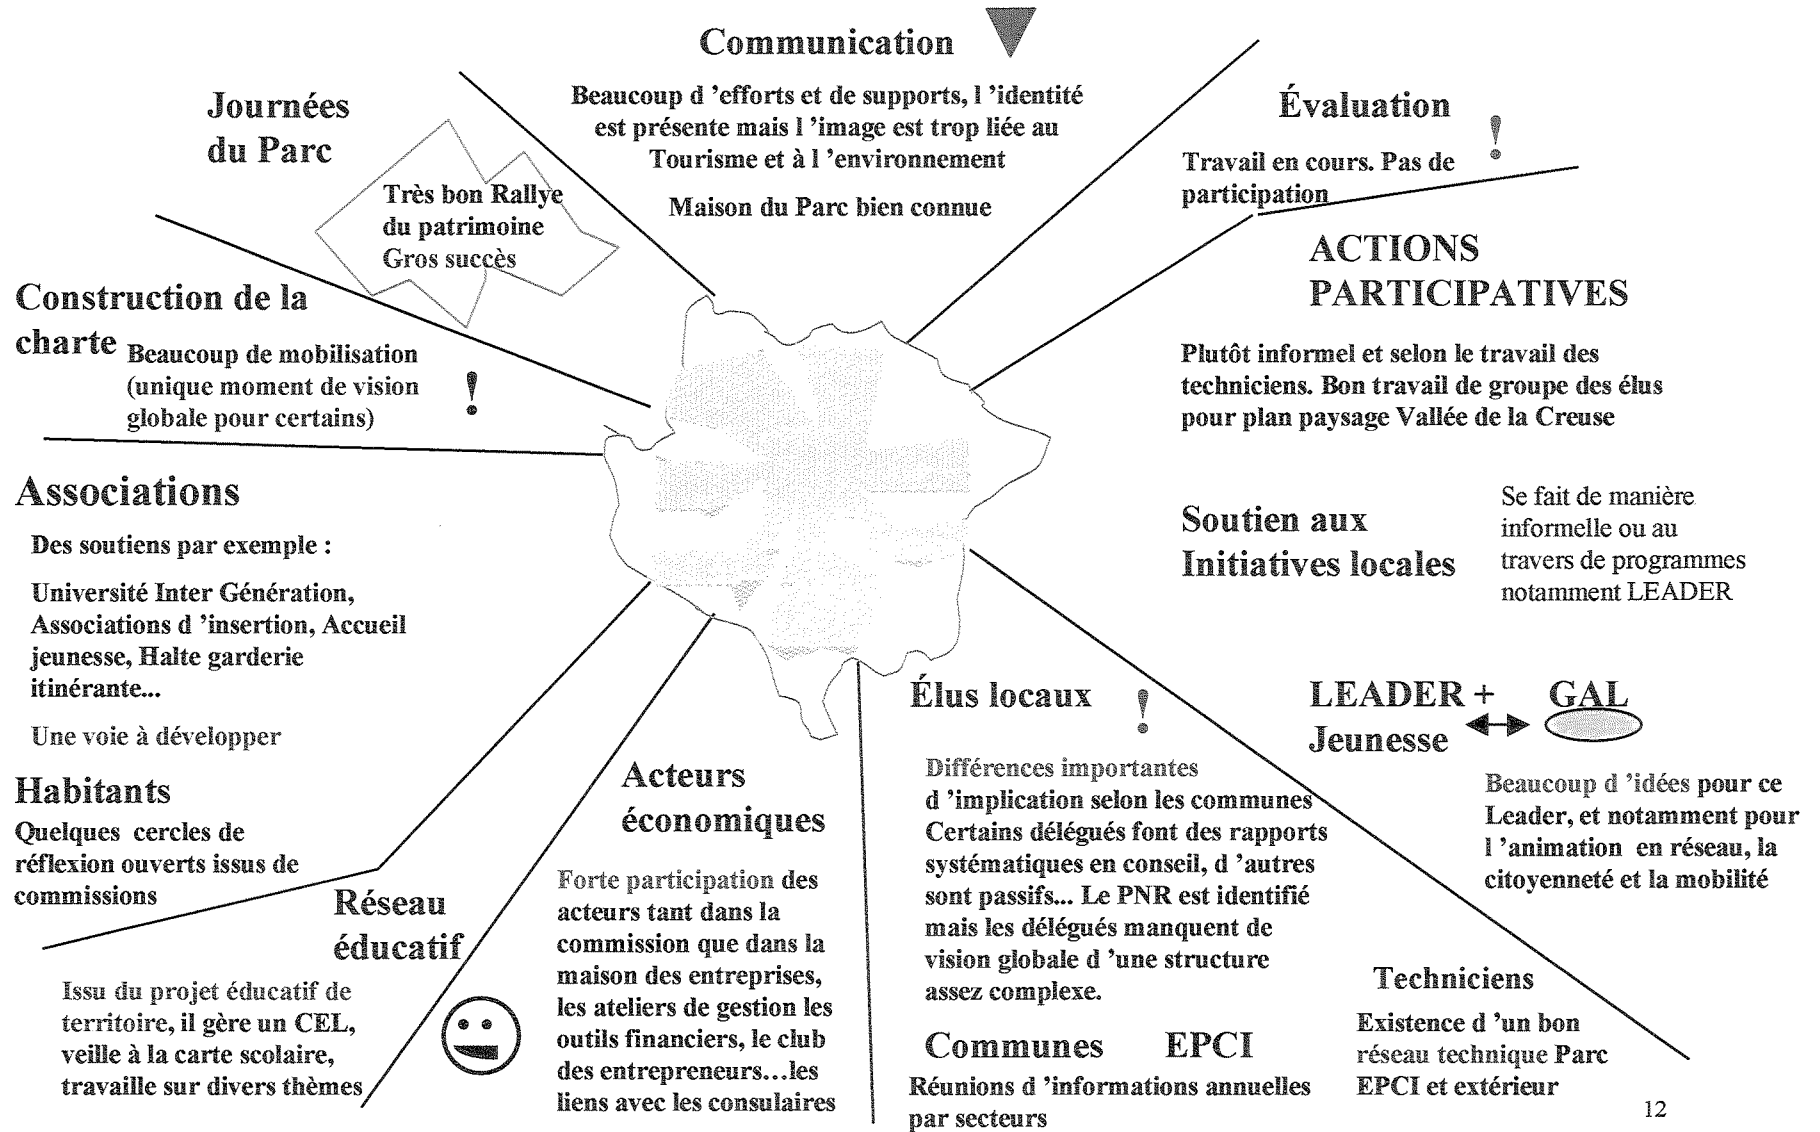 Communication
Beaucoup d ’efforts et de supports, l ’identité
est présente mais l ’image est trop liée au
Tourisme et à l ’environnement
Maison du Parc bien connue
Journées
du Parc
Très bon Rallye
du patrimoine
Gros succès
Évaluation
!
Travail en cours. Pas de
participation
ACTIONS
PARTICIPATIVES
Plutôt informel et selon le travail des
techniciens. Bon travail de groupe des élus
pour plan paysage Vallée de la Creuse
Construction de la
charte
Beaucoup de mobilisation
(unique moment de vision
globale pour certains)
!
Associations
Des soutiens par exemple :
Université Inter Génération,
Associations d ’insertion, Accueil
jeunesse, Halte garderie
itinérante...
Une voie à développer
Soutien aux
Initiatives locales
Se fait de manière
informelle ou au
travers de programmes
notamment LEADER
LEADER +
Jeunesse
GAL
Beaucoup d ’idées pour ce
Leader, et notamment pour
l ’animation en réseau, la
citoyenneté et la mobilité
Habitants
Quelques cercles de
réflexion ouverts issus de
commissions
Réseau
éducatif
Issu du projet éducatif de
territoire, il gère un CEL,
veille à la carte scolaire,
travaille sur divers thèmes
Acteurs
économiques
Forte participation des
acteurs tant dans la
commission que dans la
maison des entreprises,
les ateliers de gestion les
outils financiers, le club
des entrepreneurs...les
liens avec les consulaires
Élus locaux
!
Différences importantes
d ’implication selon les communes
Certains délégués font des rapports
systématiques en conseil, d ’autres
sont passifs... Le PNR est identifié
mais les délégués manquent de
vision globale d ’une structure
assez complexe.
Communes EPCI
Réunions d ’informations annuelles
par secteurs
Techniciens
Existence d ’un bon
réseau technique Parc
EPCI et extérieur
12